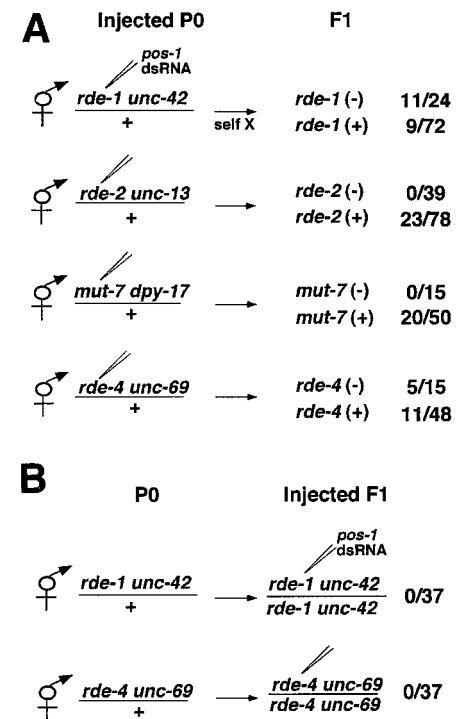 A
Injected P0 F1
pos-1
dsRNA
rde-1 unc-42
+
self X
rde-1 (-) 11/24
rde-1 (+) 9/72
rde-2 unc-13
+
rde-2 (-) 0/39
rde-2 (+) 23/78
mut-7 dpy-17
+
mut-7 (-) 0/15
mut-7 (+) 20/50
rde-4 unc-69
+
rde-4 (-) 5/15
rde-4 (+) 11/48
B
P0 Injected F1
pos-1
dsRNA
rde-1 unc-42
+
rde-1 unc-42
rde-1 unc-42
0/37
rde-4 unc-69
+
rde-4 unc-69
rde-4 unc-69
0/37